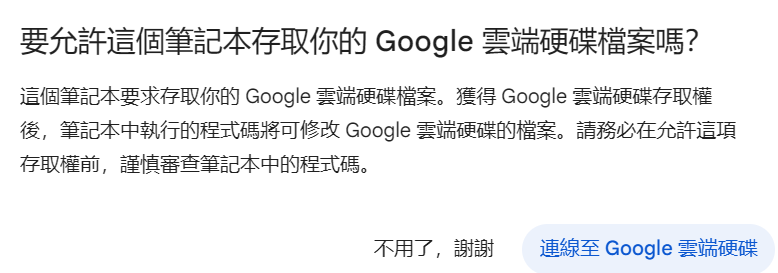 要允許這個筆記本存取你的 Google 雲端硬碟檔案嗎？
這個筆記本要求存取你的 Google 雲端硬碟檔案。獲得 Google 雲端硬碟存取權
後，筆記本中執行的程式碼將可修改 Google 雲端硬碟的檔案。請務必在允許這項
存取權前，謹慎審查筆記本中的程式碼。
不用了，謝謝
連線至 Google 雲端硬碟